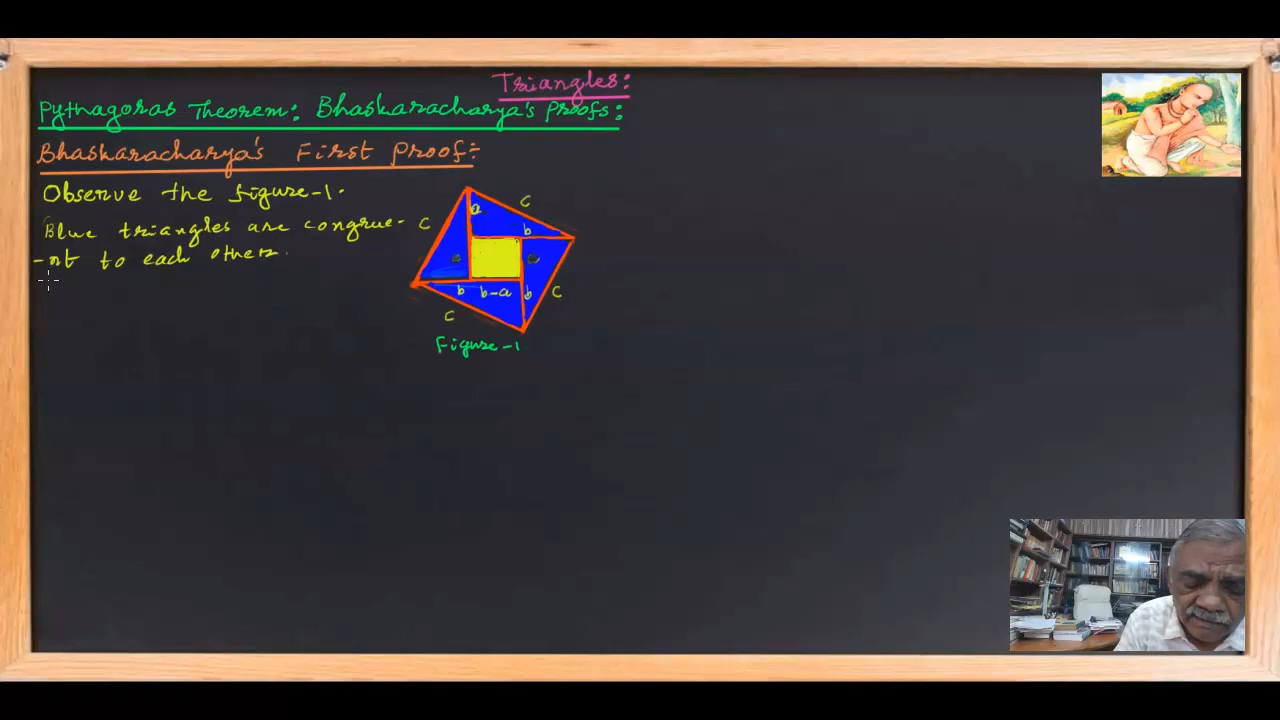 Triangles:
Pythagoras Theorem: Bhaskaracharya's Proofs:
Bhaskaracharya's First Proof:
Observe the figure-1.
Blue triangles are congrue-
-nt to each others.
a
c
b
c
b
b-a
b
c
c
Figure-1